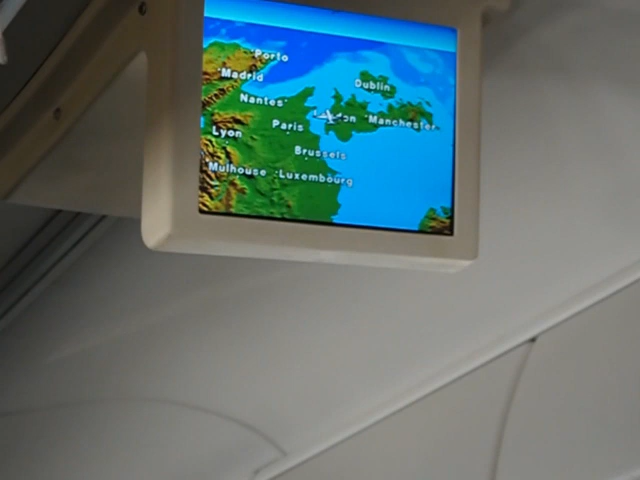 Porto
Madrid
Dublin
Nantes
Manchester
Paris
Lyon
Brussels
Mulhouse
Luxembourg